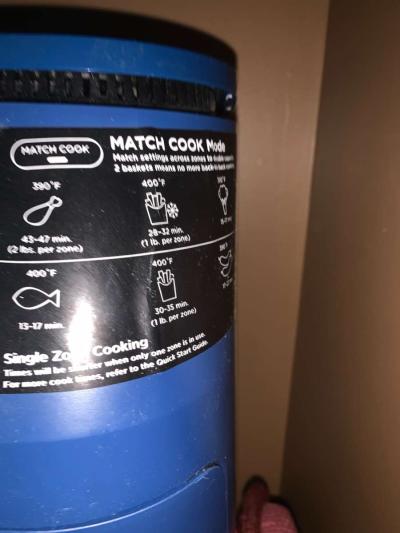 MATCH COOK
MATCH COOK Mode
Match settings across zones to double
2 baskets means no more back-to-back
390°F
400°F
43-47 min.
(2 lbs. per zone)
28-32 min.
(1 lb. per zone)
400°F
400°F
13-17 min.
30-35 min.
(1 lb. per zone)
Single Cooking
Times will be shorter when only one zone is in use.
For more cook times, refer to the Quick Start Guide.